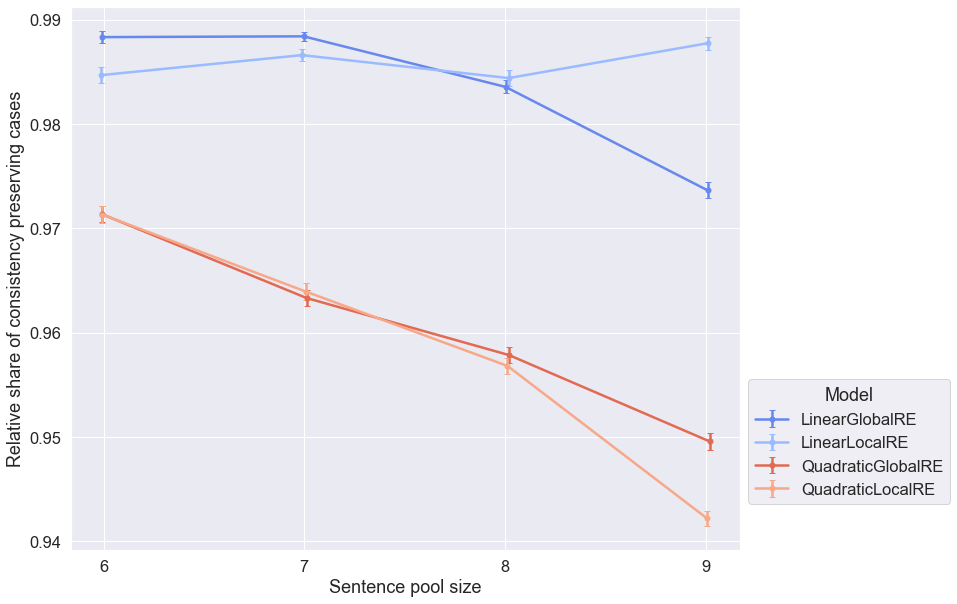 Relative share of consistency preserving cases
0.99
0.98
0.97
0.96
0.95
0.94
6
7
8
9
Sentence pool size
Model
LinearGlobalRE
LinearLocalRE
QuadraticGlobalRE
QuadraticLocalRE